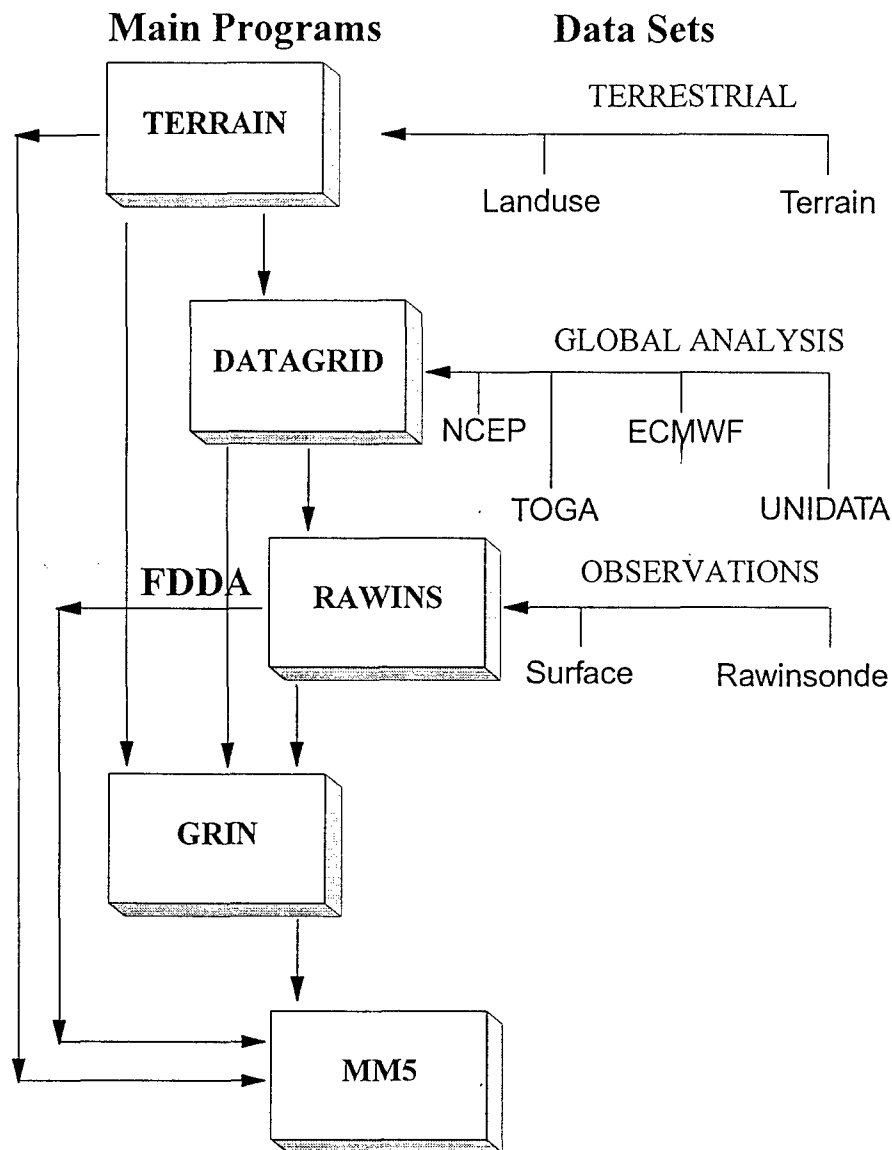 Main Programs
Data Sets
TERRAIN
TERRESTRIAL
Landuse
Terrain
DATAGRID
GLOBAL ANALYSIS
NCEP
ECMWF
TOGA
UNIDATA
FDDA
RAWINS
OBSERVATIONS
Surface
Rawinsonde
GRIN
MM5